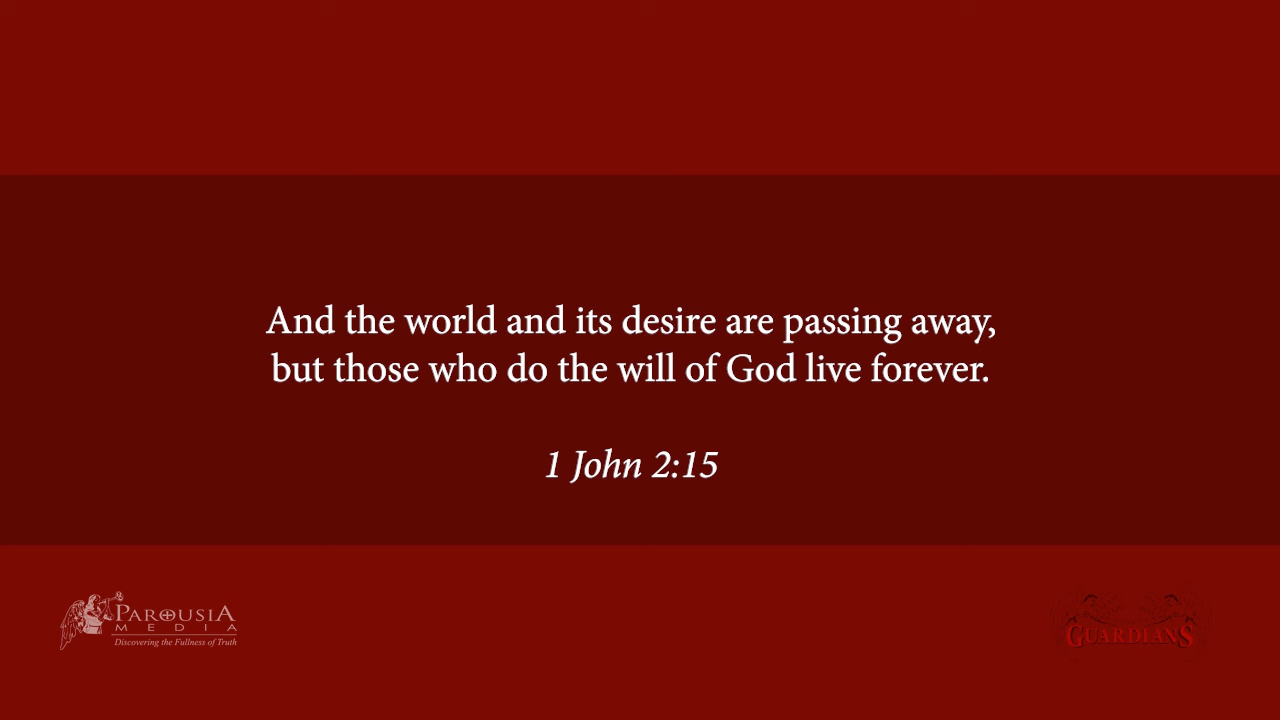 And the world and its desire are passing away,
but those who do the will of God live forever.
1 John 2:15
PAROUSIA
MEDIA
Discovering the Fullness of Truth
GUARDIANS